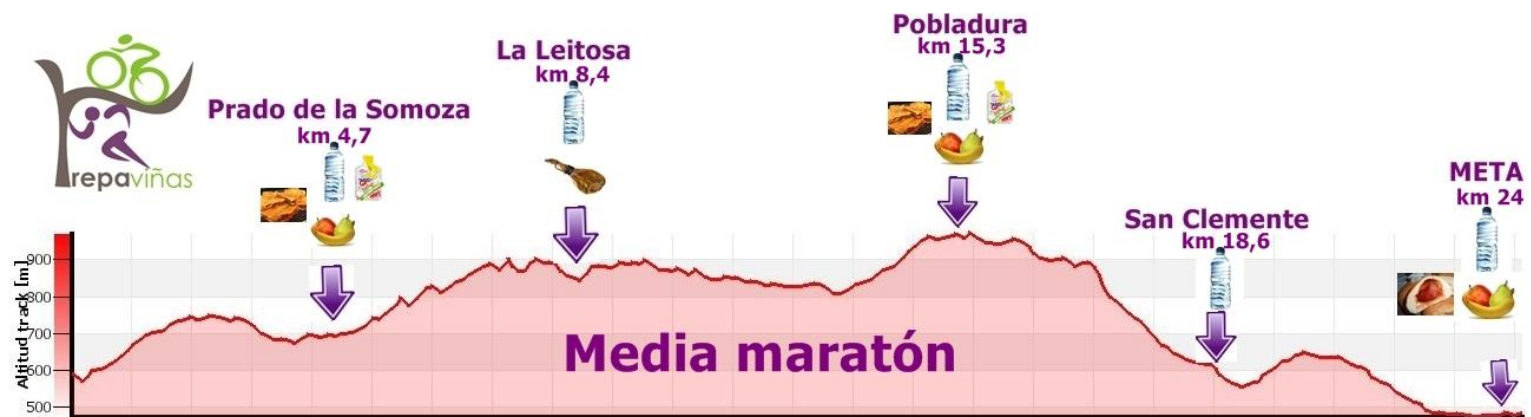 Trepaviñas
Prado de la Somoza
km 4,7
La Leitosa
km 8,4
Pobladura
km 15,3
San Clemente
km 18,6
META
km 24
Altitud track [m]
900
800
700
600
500
Media maratón